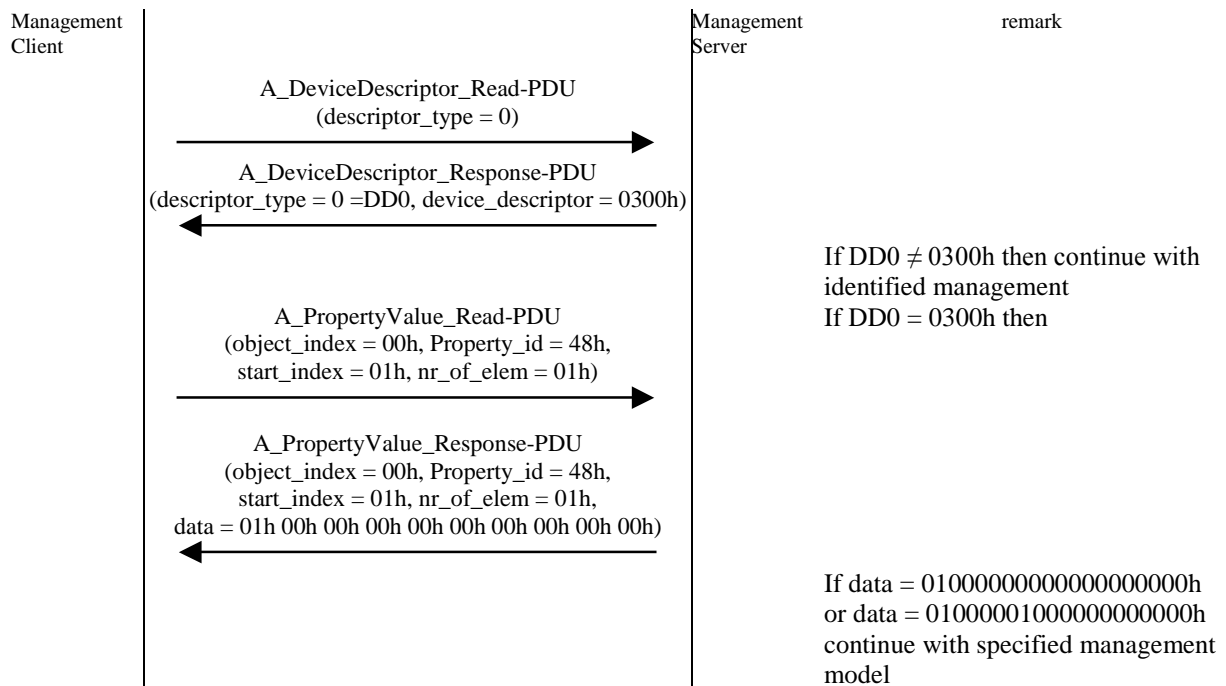 Management Client
Management Server
remark
A_DeviceDescriptor_Read-PDU
(descriptor_type = 0)
A_DeviceDescriptor_Response-PDU
(descriptor_type = 0 =DD0, device_descriptor = 0300h)
If DD0 ≠ 0300h then continue with
identified management
If DD0 = 0300h then
A_PropertyValue_Read-PDU
(object_index = 00h, Property_id = 48h,
start_index = 01h, nr_of_elem = 01h)
A_PropertyValue_Response-PDU
(object_index = 00h, Property_id = 48h,
start_index = 01h, nr_of_elem = 01h,
data = 01h 00h 00h 00h 00h 00h 00h 00h 00h 00h)
If data = 01000000000000000000h
or data = 01000001000000000000h
continue with specified management
model